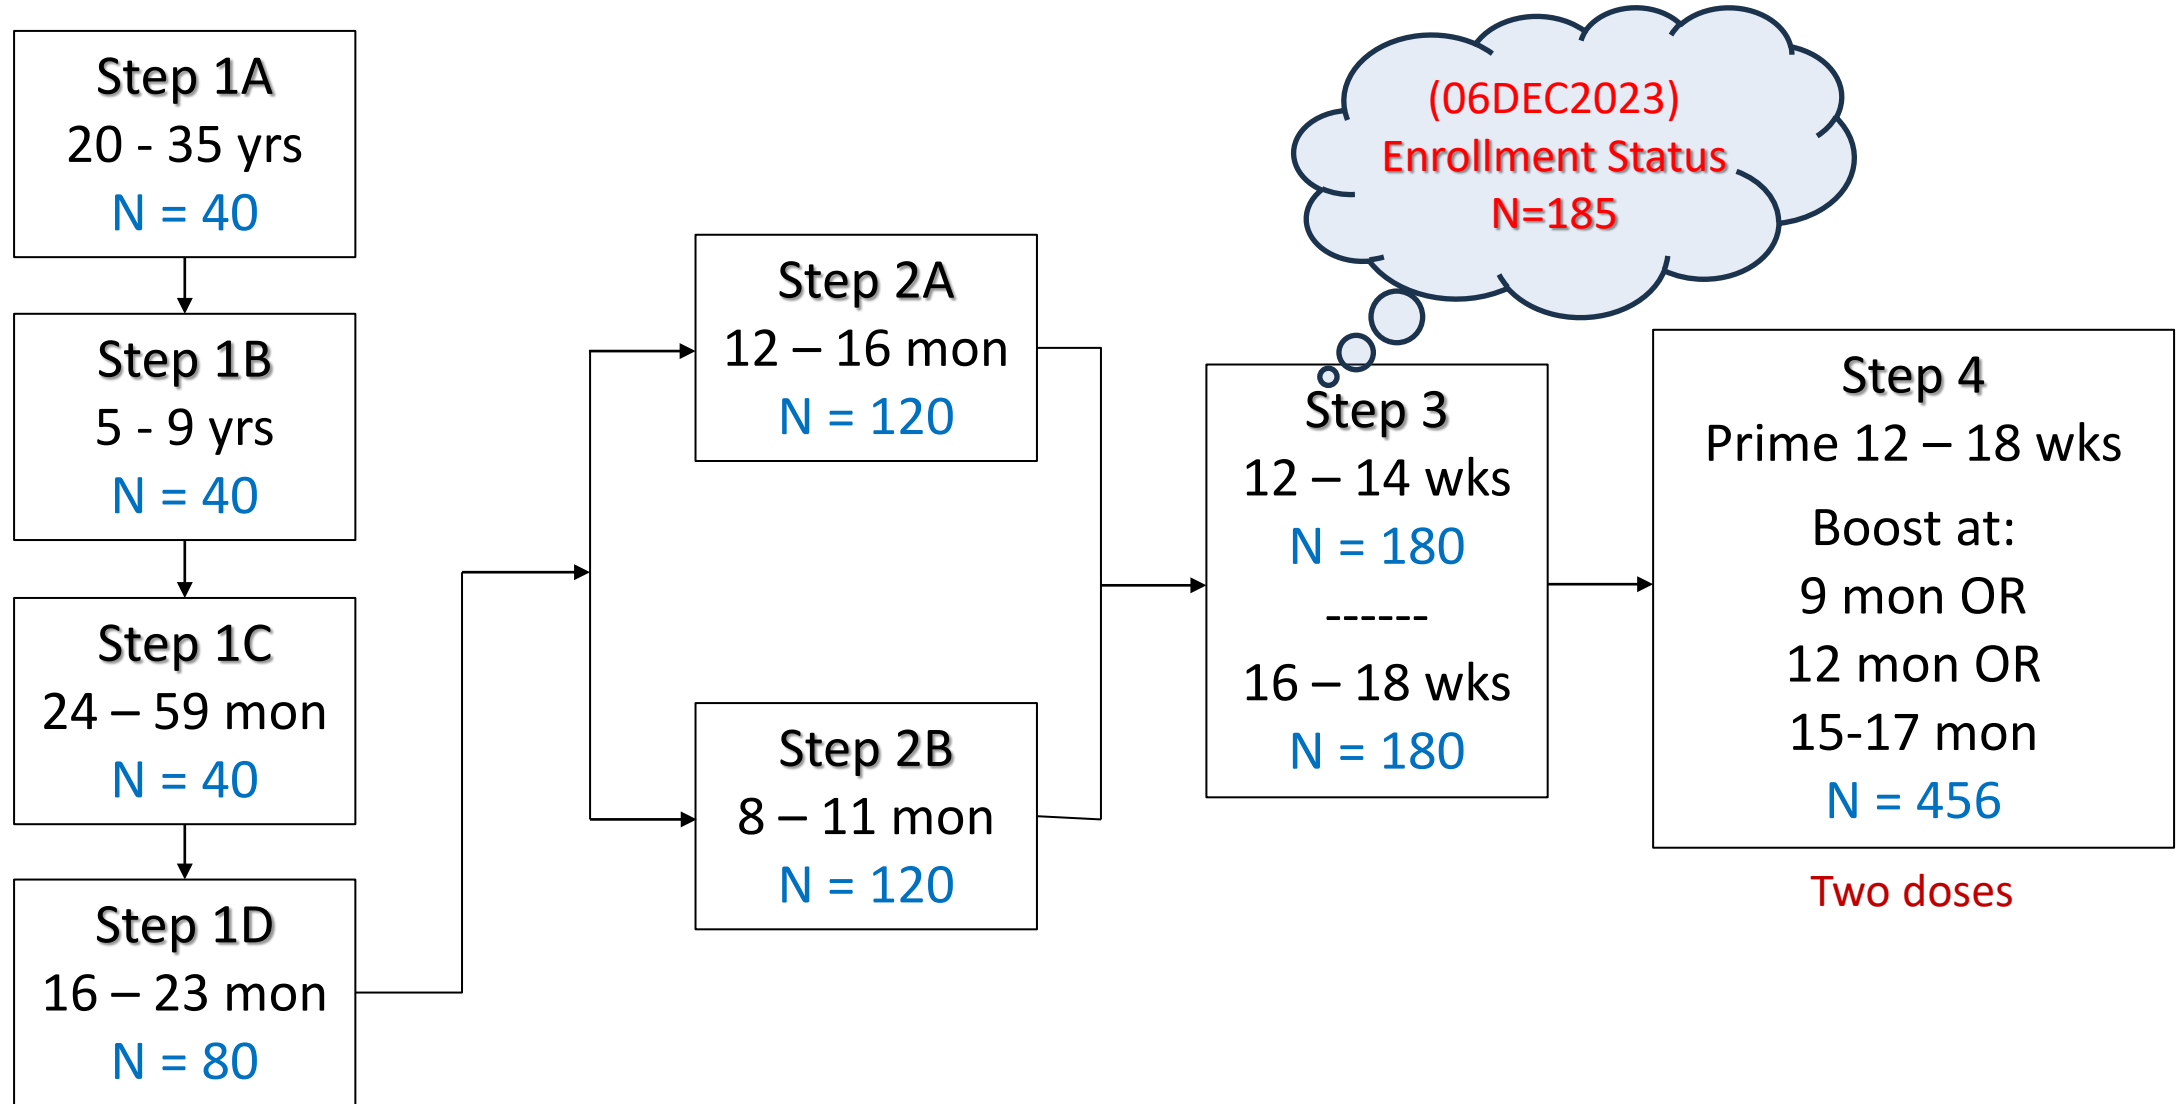 Step 1A
20 - 35 yrs
N = 40
Step 1B
5 - 9 yrs
N = 40
Step 1C
24 – 59 mon
N = 40
Step 1D
16 – 23 mon
N = 80
Step 2A
12 – 16 mon
N = 120
Step 2B
8 – 11 mon
N = 120
(06DEC2023)
Enrollment Status
N=185
Step 3
12 – 14 wks
N = 180
------
16 – 18 wks
N = 180
Step 4
Prime 12 – 18 wks
Boost at:
9 mon OR
12 mon OR
15-17 mon
N = 456
Two doses